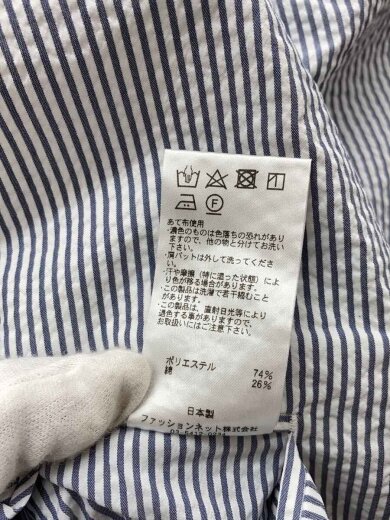 あて布使用
・濃色のものは色落ちの恐れがあり
ますので、他の物と分けてお洗い
下さい。
・肩パットは外して洗ってください
・汗や摩擦（特に湿った状態）によ
り色が移る場合があります。
・この製品は洗濯で若干縮むこと
があります。
・この製品は、直射日光等により
退色する事がありますので、
お取扱いにはご注意下さい。
ポリエステル 74%
綿 26%
日本製
ファッションネット株式会社